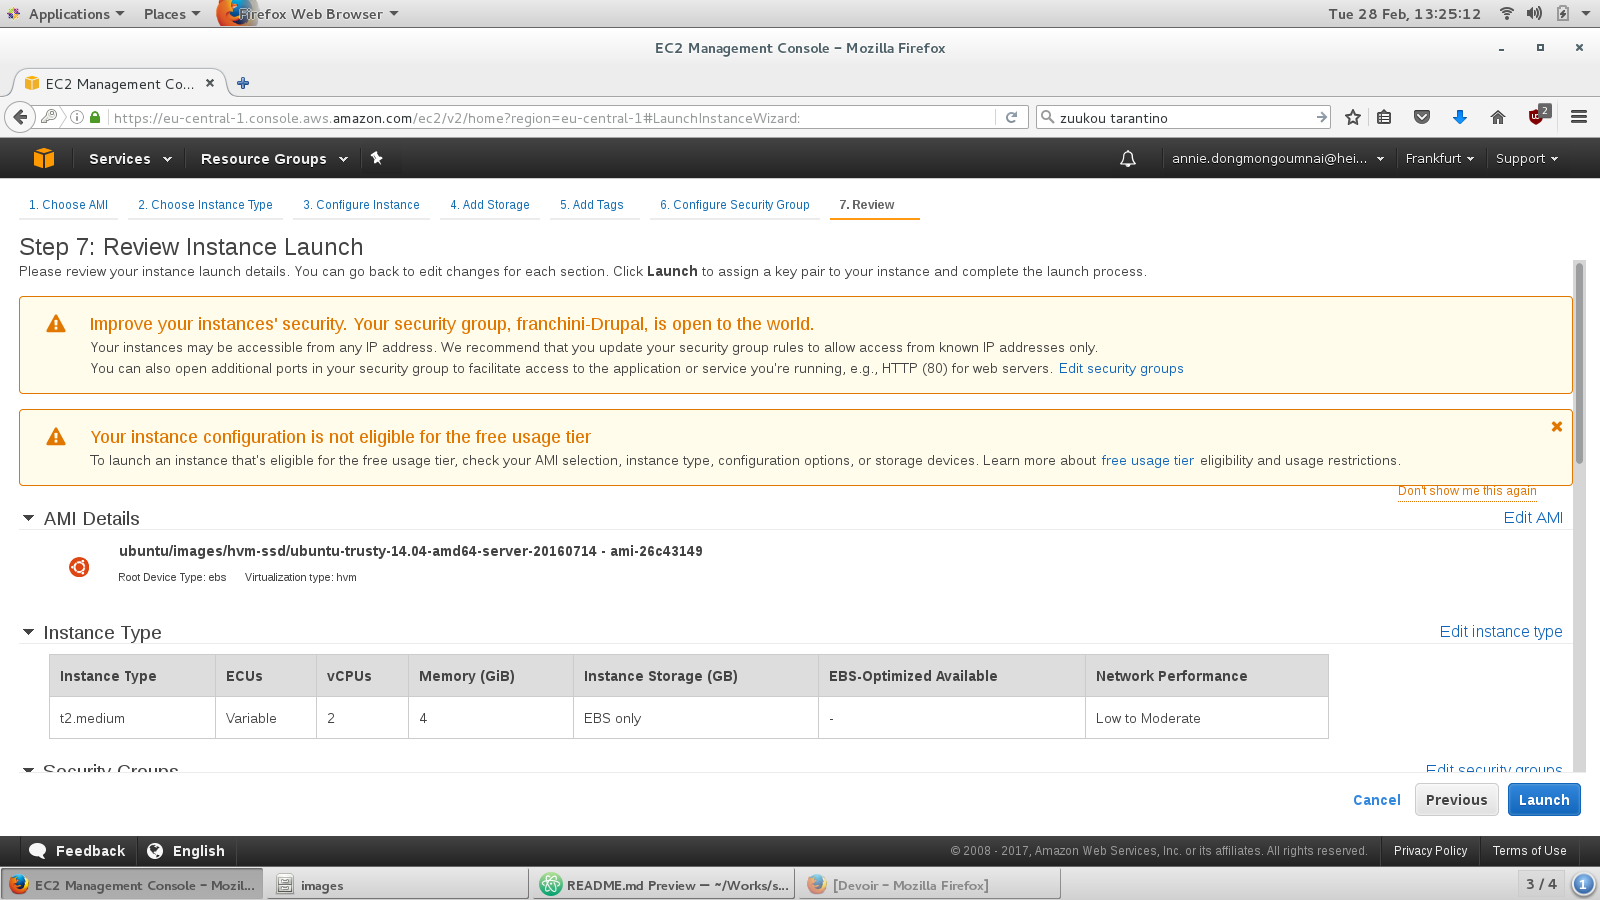 Applications Places Firefox Web Browser Tue 28 Feb, 13:25:12
EC2 Management Console - Mozilla Firefox
EC2 Management Co...
https://eu-central-1.console.aws.amazon.com/ec2/v2/home?region=eu-central-1#LaunchInstanceWizard: zuukou tarantino 2
Services Resource Groups annie.dongmongoumnai@hei... Frankfurt Support
1. Choose AMI 2. Choose Instance Type 3. Configure Instance 4. Add Storage 5. Add Tags 6. Configure Security Group 7. Review
Step 7: Review Instance Launch
Please review your instance launch details. You can go back to edit changes for each section. Click Launch to assign a key pair to your instance and complete the launch process.
Improve your instances' security. Your security group, franchini-Drupal, is open to the world.
Your instances may be accessible from any IP address. We recommend that you update your security group rules to allow access from known IP addresses only.
You can also open additional ports in your security group to facilitate access to the application or service you're running, e.g., HTTP (80) for web servers. Edit security groups
Your instance configuration is not eligible for the free usage tier
To launch an instance that's eligible for the free usage tier, check your AMI selection, instance type, configuration options, or storage devices. Learn more about free usage tier eligibility and usage restrictions.
Don't show me this again
AMI Details Edit AMI
ubuntu/images/hvm-ssd/ubuntu-trusty-14.04-amd64-server-20160714 - ami-26c43149
Root Device Type: ebs Virtualization type: hvm
Instance Type Edit instance type
Instance Type ECUs vCPUs Memory (GiB) Instance Storage (GB) EBS-Optimized Available Network Performance
t2.medium Variable 2 4 EBS only - Low to Moderate
Security Groups Edit security groups
Cancel Previous Launch
Feedback English © 2008 - 2017, Amazon Web Services, Inc. or its affiliates. All rights reserved. Privacy Policy Terms of Use
EC2 Management Console - Mozil... images README.md Preview — ~/Works/s... [Devoir - Mozilla Firefox] 3 / 4 1